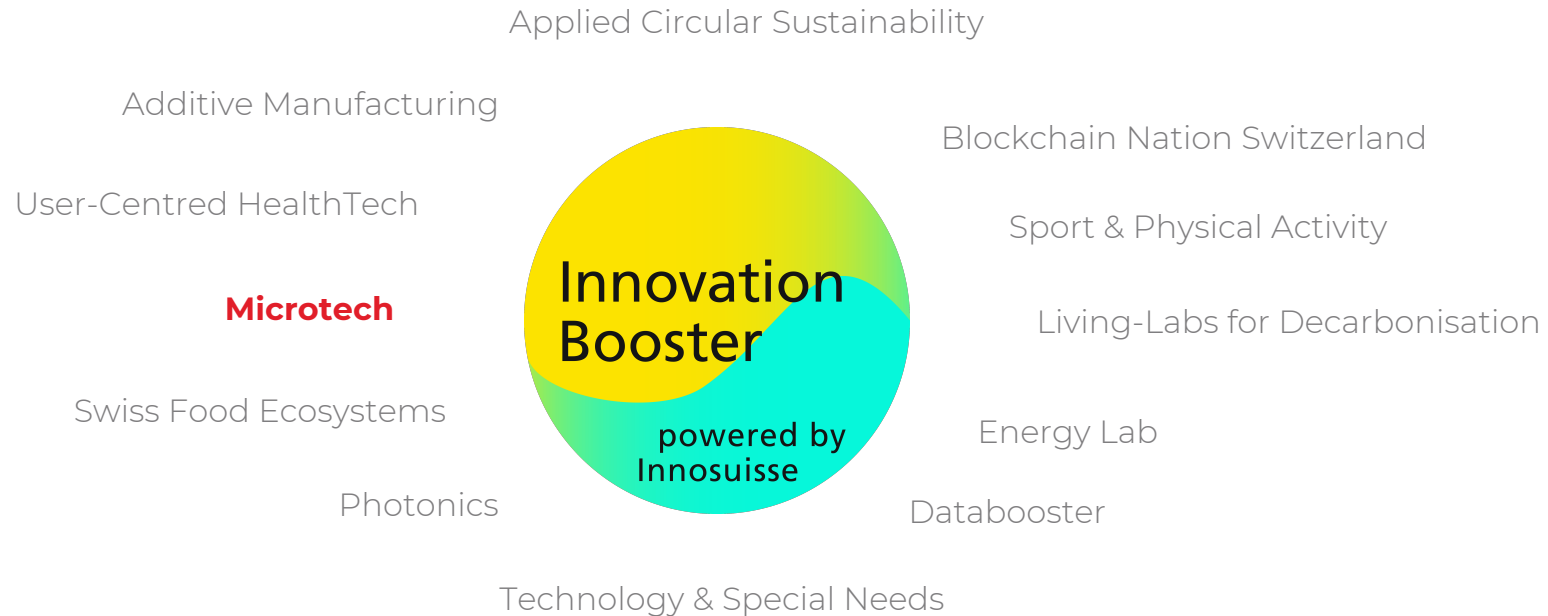 Applied Circular Sustainability
Additive Manufacturing
Blockchain Nation Switzerland
User-Centred HealthTech
Sport & Physical Activity
Innovation
Booster
Microtech
Living-Labs for Decarbonisation
Swiss Food Ecosystems
powered by
Innosuisse
Energy Lab
Photonics
Databooster
Technology & Special Needs